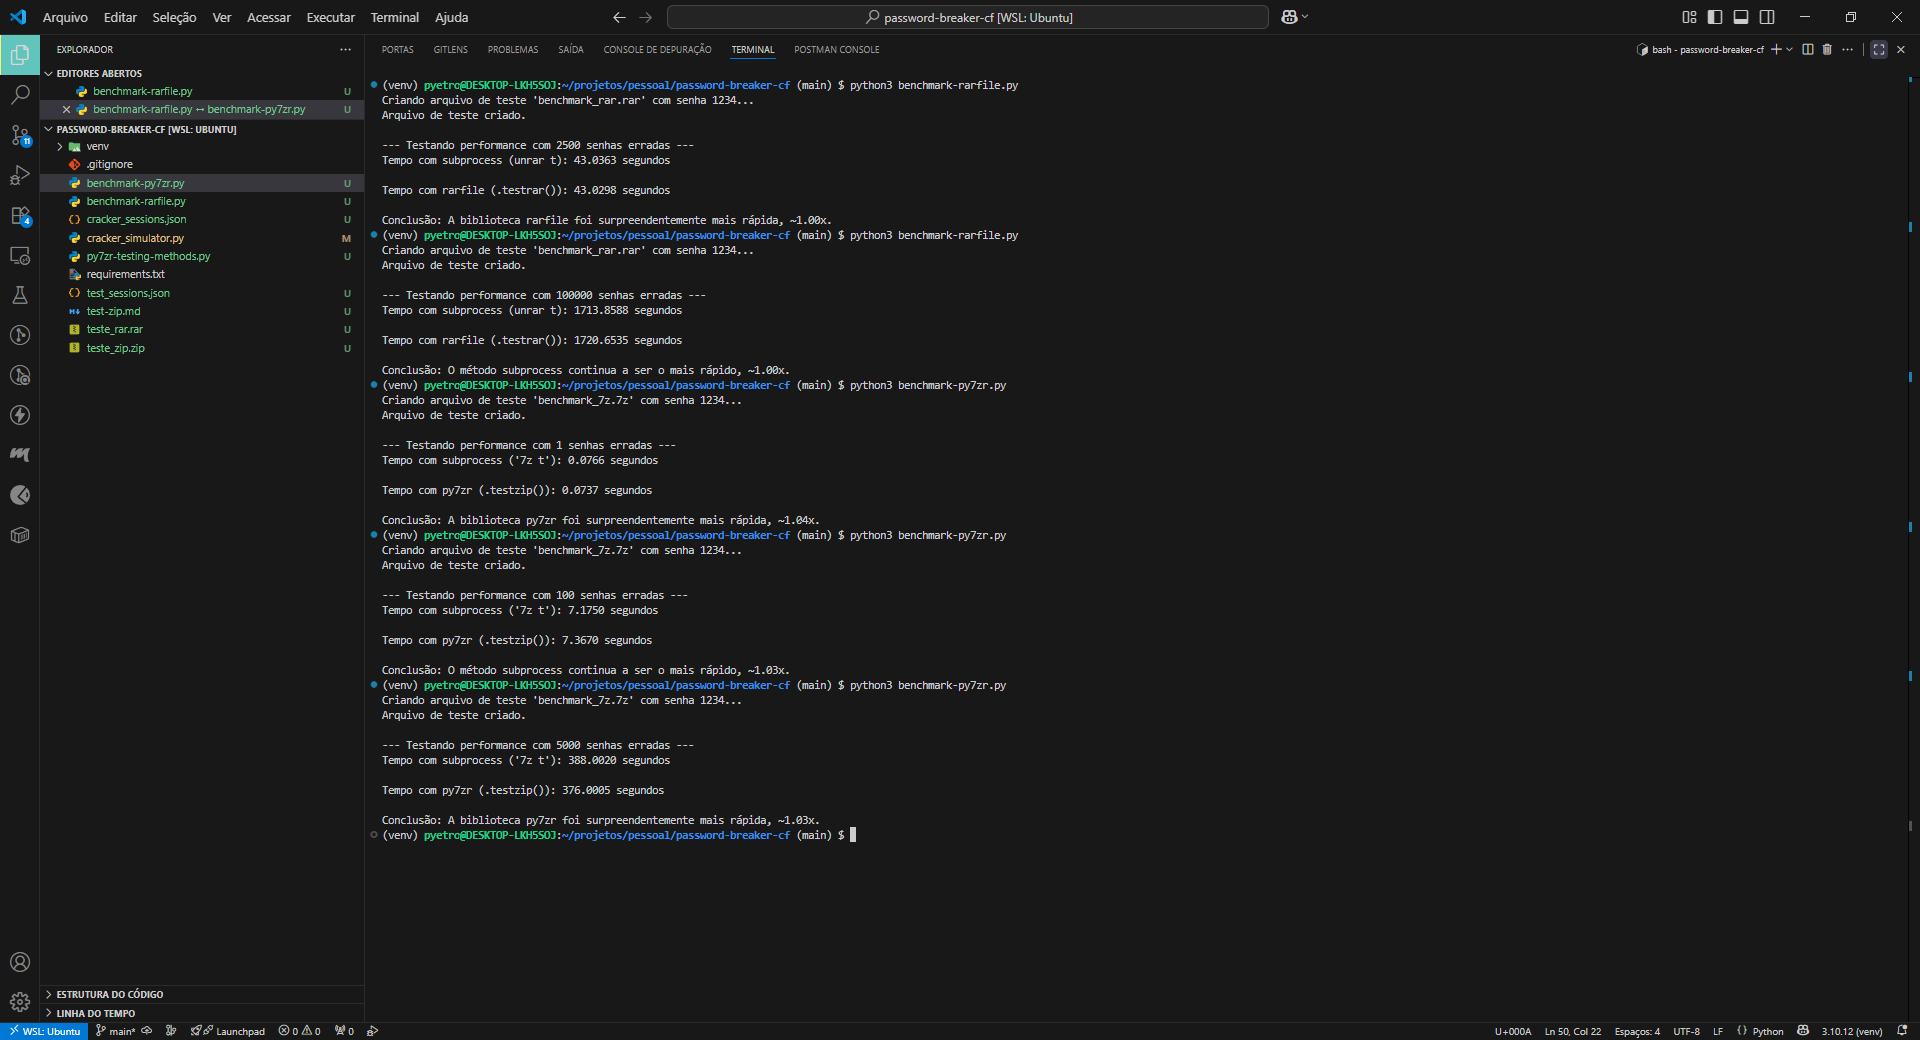 Arquivo Editar Seleção Ver Acessar Executar Terminal Ajuda
password-breaker-cf [WSL: Ubuntu]
EXPLORADOR
EDITORES ABERTOS
benchmark-rarfile.py U
benchmark-rarfile.py ↔ benchmark-py7zr.py U
PASSWORD-BREAKER-CF [WSL: UBUNTU]
venv
.gitignore
benchmark-py7zr.py U
benchmark-rarfile.py U
cracker_sessions.json U
cracker_simulator.py M
py7zr-testing-methods.py U
requirements.txt
test_sessions.json U
test-zip.md U
teste_rar.rar U
teste_zip.zip U
11
4
ESTRUTURA DO CÓDIGO
LINHA DO TEMPO
PORTAS GITLENS PROBLEMAS SAÍDA CONSOLE DE DEPURAÇÃO TERMINAL POSTMAN CONSOLE
bash - password-breaker-cf
(venv) pyetro@DESKTOP-LKH5SOJ:~/projetos/pessoal/password-breaker-cf (main) $ python3 benchmark-rarfile.py
Criando arquivo de teste 'benchmark_rar.rar' com senha 1234...
Arquivo de teste criado.
--- Testando performance com 2500 senhas erradas ---
Tempo com subprocess (unrar t): 43.0363 segundos
Tempo com rarfile (.testrar()): 43.0298 segundos
Conclusão: A biblioteca rarfile foi surpreendentemente mais rápida, ~1.00x.
(venv) pyetro@DESKTOP-LKH5SOJ:~/projetos/pessoal/password-breaker-cf (main) $ python3 benchmark-rarfile.py
Criando arquivo de teste 'benchmark_rar.rar' com senha 1234...
Arquivo de teste criado.
--- Testando performance com 100000 senhas erradas ---
Tempo com subprocess (unrar t): 1713.8588 segundos
Tempo com rarfile (.testrar()): 1720.6535 segundos
Conclusão: O método subprocess continua a ser o mais rápido, ~1.00x.
(venv) pyetro@DESKTOP-LKH5SOJ:~/projetos/pessoal/password-breaker-cf (main) $ python3 benchmark-py7zr.py
Criando arquivo de teste 'benchmark_7z.7z' com senha 1234...
Arquivo de teste criado.
--- Testando performance com 1 senhas erradas ---
Tempo com subprocess ('7z t'): 0.0766 segundos
Tempo com py7zr (.testzip()): 0.0737 segundos
Conclusão: A biblioteca py7zr foi surpreendentemente mais rápida, ~1.04x.
(venv) pyetro@DESKTOP-LKH5SOJ:~/projetos/pessoal/password-breaker-cf (main) $ python3 benchmark-py7zr.py
Criando arquivo de teste 'benchmark_7z.7z' com senha 1234...
Arquivo de teste criado.
--- Testando performance com 100 senhas erradas ---
Tempo com subprocess ('7z t'): 7.1750 segundos
Tempo com py7zr (.testzip()): 7.3670 segundos
Conclusão: O método subprocess continua a ser o mais rápido, ~1.03x.
(venv) pyetro@DESKTOP-LKH5SOJ:~/projetos/pessoal/password-breaker-cf (main) $ python3 benchmark-py7zr.py
Criando arquivo de teste 'benchmark_7z.7z' com senha 1234...
Arquivo de teste criado.
--- Testando performance com 5000 senhas erradas ---
Tempo com subprocess ('7z t'): 388.0020 segundos
Tempo com py7zr (.testzip()): 376.0005 segundos
Conclusão: A biblioteca py7zr foi surpreendentemente mais rápida, ~1.03x.
(venv) pyetro@DESKTOP-LKH5SOJ:~/projetos/pessoal/password-breaker-cf (main) $
WSL: Ubuntu main* Launchpad 0 0 0 U+000A Ln 50, Col 22 Espaços: 4 UTF-8 LF Python 3.10.12 (venv)